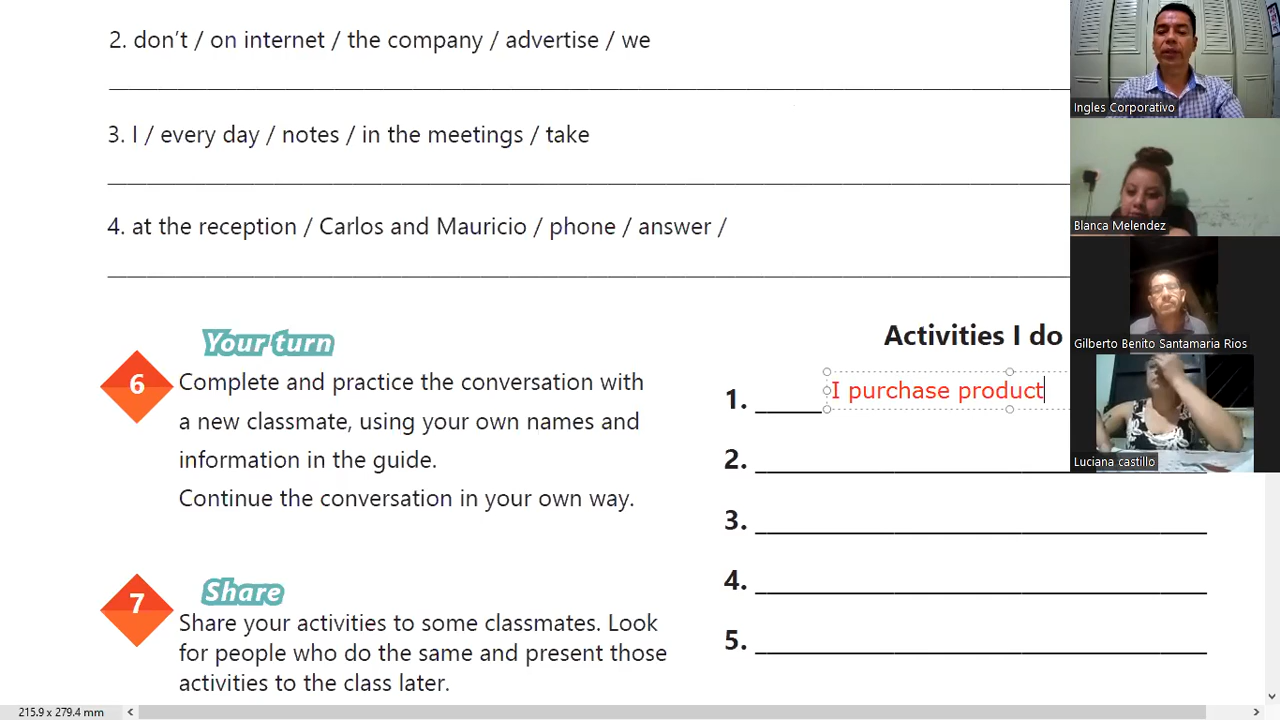 2. don't / on internet / the company / advertise / we
3. I / every day / notes / in the meetings / take
4. at the reception / Carlos and Mauricio / phone / answer /
Your turn
6
Complete and practice the conversation with
a new classmate, using your own names and
information in the guide.
Continue the conversation in your own way.
7
Share
Share your activities to some classmates. Look
for people who do the same and present those
activities to the class later.
Activities I do
1. I purchase product
2.
3.
4.
5.
Ingles Corporativo
Blanca Melendez
Gilberto Benito Santamaria Rios
Luciana castillo
215.9 x 279.4 mm